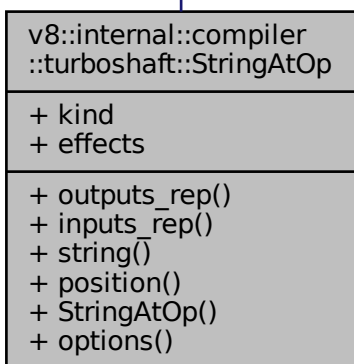 v8::internal::compiler
::turboshaft::StringAtOp
+ kind
+ effects
+ outputs_rep()
+ inputs_rep()
+ string()
+ position()
+ StringAtOp()
+ options()